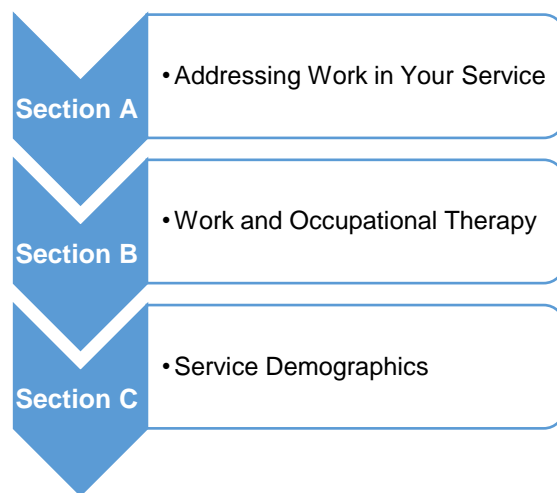 Section A
• Addressing Work in Your Service
Section B
• Work and Occupational Therapy
Section C
• Service Demographics